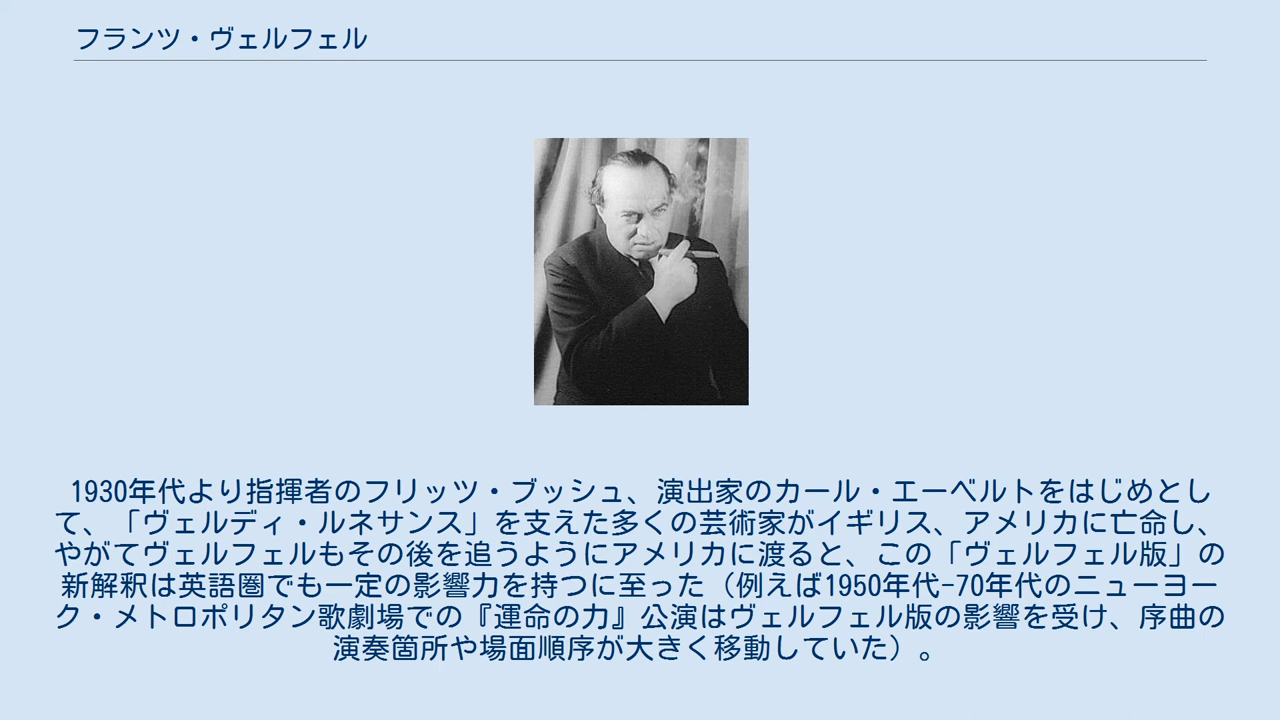 フランツ・ヴェルフェル
1930年代より指揮者のフリッツ・ブッシュ、演出家のカール・エーベルトをはじめとし
て、「ヴェルディ・ルネサンス」を支えた多くの芸術家がイギリス、アメリカに亡命し、
やがてヴェルフェルもその後を追うようにアメリカに渡ると、この「ヴェルフェル版」の
新解釈は英語圏でも一定の影響力を持つに至った（例えば1950年代-70年代のニューヨー
ク・メトロポリタン歌劇場での『運命の力』公演はヴェルフェル版の影響を受け、序曲の
演奏箇所や場面順序が大きく移動していた）。